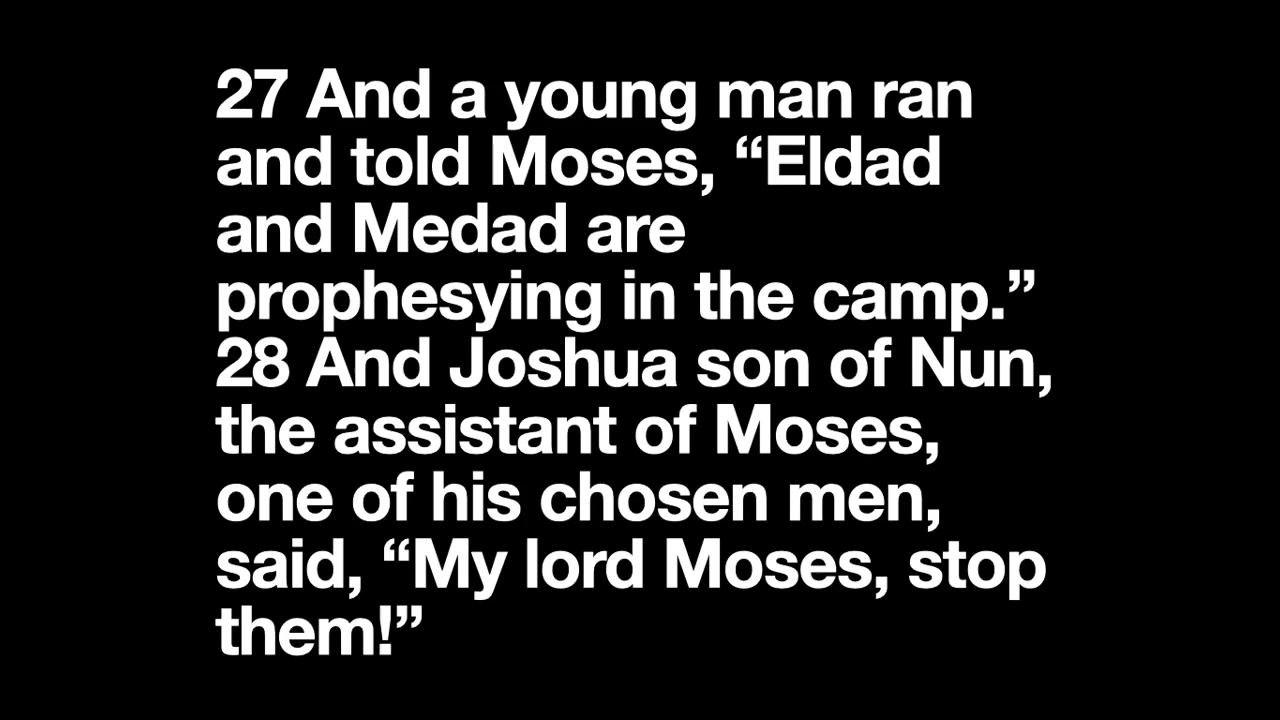 27 And a young man ran
and told Moses, “Eldad
and Medad are
prophesying in the camp.”
28 And Joshua son of Nun,
the assistant of Moses,
one of his chosen men,
said, “My lord Moses, stop
them!”